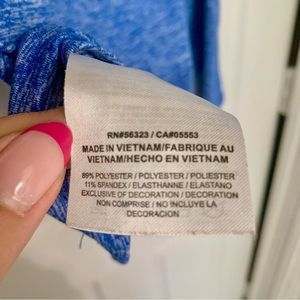 RN#56323 / CA#05553
MADE IN VIETNAM/FABRIQUE AU
VIETNAM/HECHO EN VIETNAM
89% POLYESTER / POLYESTER / POLIESTER
11% SPANDEX / ELASTHANNE / ELASTANO
EXCLUSIVE OF DECORATION / DECORATION
NON COMPRISE / NO INCLUYE LA
DECORACION